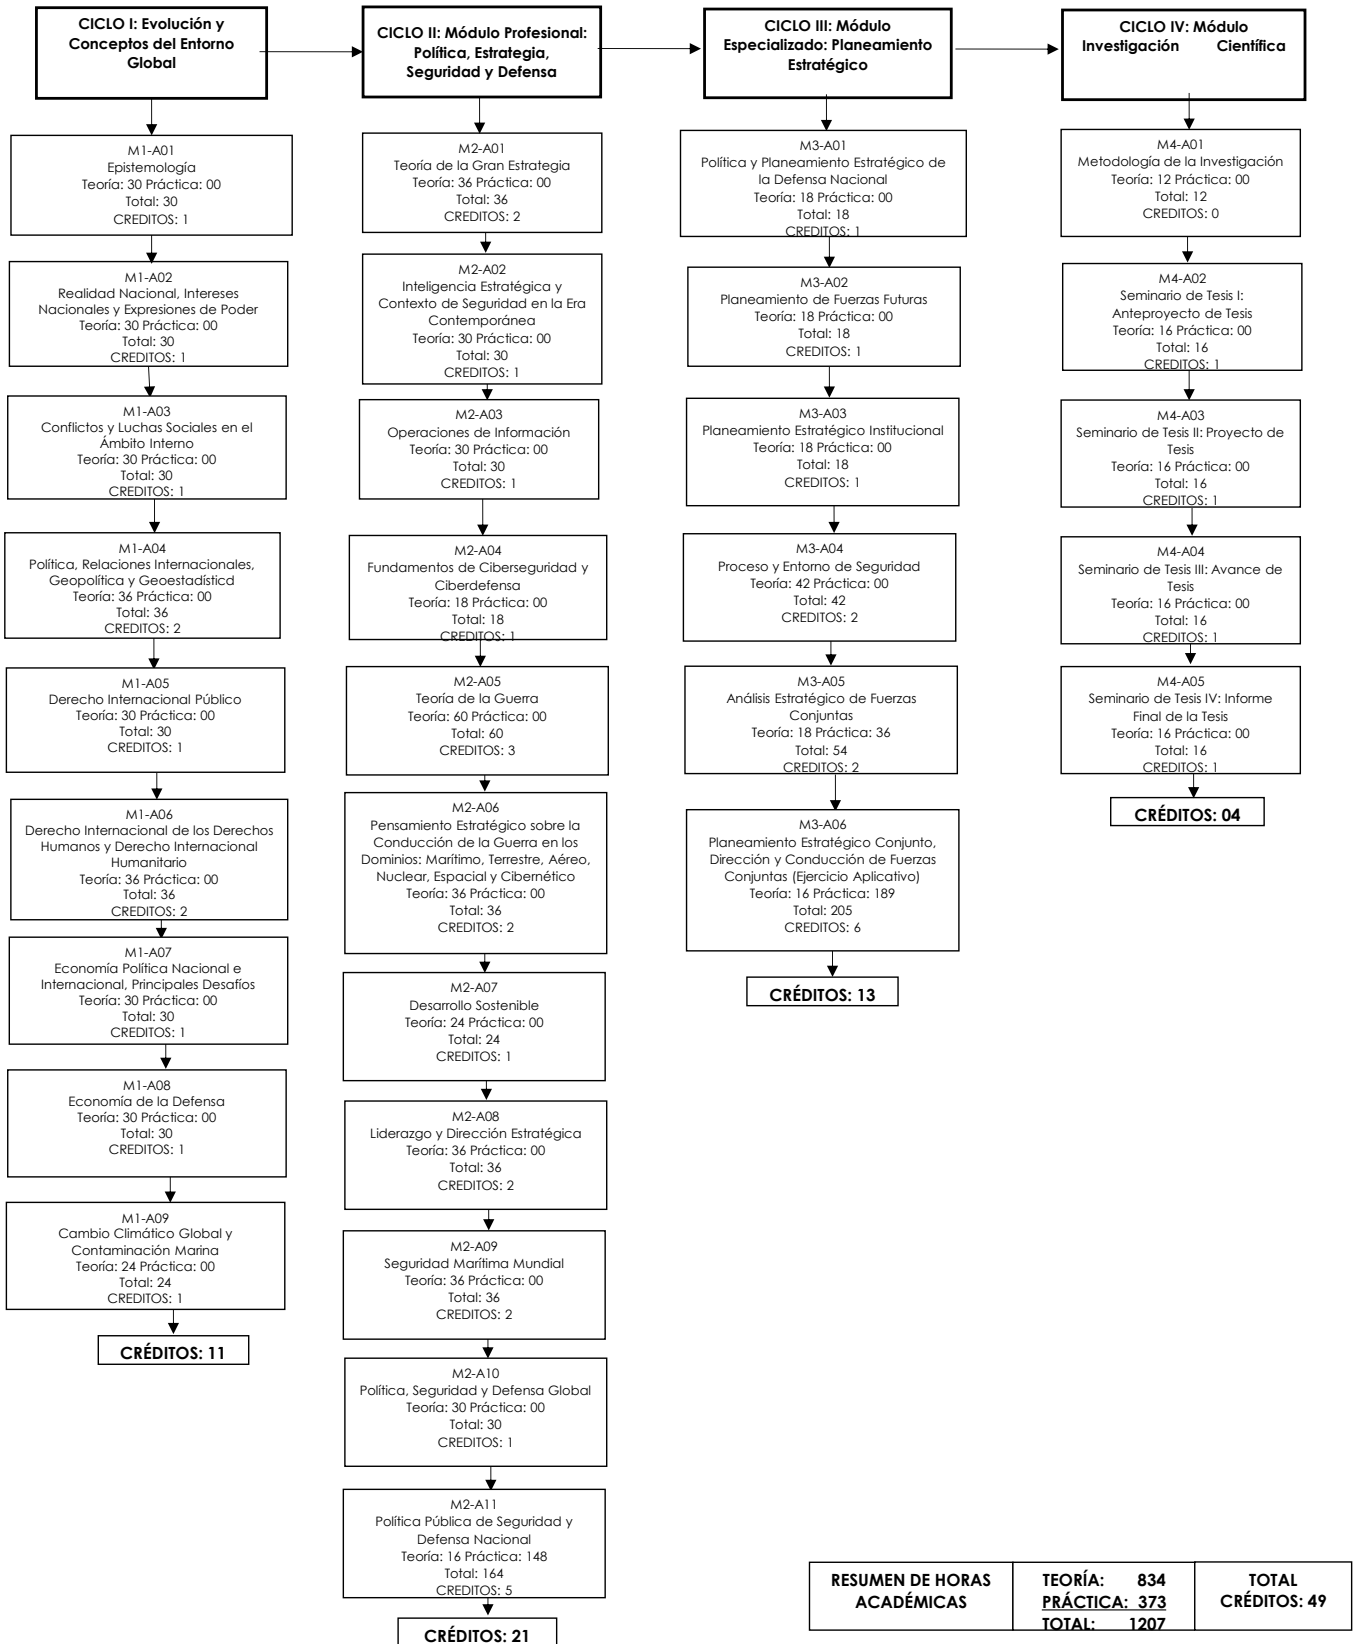 CICLO I: Evolución y
Conceptos del Entorno
Global
M1-A01
Epistemología
Teoría: 30 Práctica: 00
Total: 30
CREDITOS: 1
M1-A02
Realidad Nacional, Intereses
Nacionales y Expresiones de Poder
Teoría: 30 Práctica: 00
Total: 30
CREDITOS: 1
M1-A03
Conflictos y Luchas Sociales en el
Ámbito Interno
Teoría: 30 Práctica: 00
Total: 30
CREDITOS: 1
M1-A04
Política, Relaciones Internacionales,
Geopolítica y Geoestadísticd
Teoría: 36 Práctica: 00
Total: 36
CREDITOS: 2
M1-A05
Derecho Internacional Público
Teoría: 30 Práctica: 00
Total: 30
CREDITOS: 1
M1-A06
Derecho Internacional de los Derechos
Humanos y Derecho Internacional
Humanitario
Teoría: 36 Práctica: 00
Total: 36
CREDITOS: 2
M1-A07
Economía Política Nacional e
Internacional, Principales Desafíos
Teoría: 30 Práctica: 00
Total: 30
CREDITOS: 1
M1-A08
Economía de la Defensa
Teoría: 30 Práctica: 00
Total: 30
CREDITOS: 1
M1-A09
Cambio Climático Global y
Contaminación Marina
Teoría: 24 Práctica: 00
Total: 24
CREDITOS: 1
CRÉDITOS: 11
CICLO II: Módulo Profesional:
Política, Estrategia,
Seguridad y Defensa
M2-A01
Teoría de la Gran Estrategia
Teoría: 36 Práctica: 00
Total: 36
CREDITOS: 2
M2-A02
Inteligencia Estratégica y
Contexto de Seguridad en la Era
Contemporánea
Teoría: 30 Práctica: 00
Total: 30
CREDITOS: 1
M2-A03
Operaciones de Información
Teoría: 30 Práctica: 00
Total: 30
CREDITOS: 1
M2-A04
Fundamentos de Ciberseguridad y
Ciberdefensa
Teoría: 18 Práctica: 00
Total: 18
CREDITOS: 1
M2-A05
Teoría de la Guerra
Teoría: 60 Práctica: 00
Total: 60
CREDITOS: 3
M2-A06
Pensamiento Estratégico sobre la
Conducción de la Guerra en los
Dominios: Marítimo, Terrestre, Aéreo,
Nuclear, Espacial y Cibernético
Teoría: 36 Práctica: 00
Total: 36
CREDITOS: 2
M2-A07
Desarrollo Sostenible
Teoría: 24 Práctica: 00
Total: 24
CREDITOS: 1
M2-A08
Liderazgo y Dirección Estratégica
Teoría: 36 Práctica: 00
Total: 36
CREDITOS: 2
M2-A09
Seguridad Marítima Mundial
Teoría: 36 Práctica: 00
Total: 36
CREDITOS: 2
M2-A10
Política, Seguridad y Defensa Global
Teoría: 30 Práctica: 00
Total: 30
CREDITOS: 1
M2-A11
Política Pública de Seguridad y
Defensa Nacional
Teoría: 16 Práctica: 148
Total: 164
CREDITOS: 5
CRÉDITOS: 21
CICLO III: Módulo
Especializado: Planeamiento
Estratégico
M3-A01
Política y Planeamiento Estratégico de
la Defensa Nacional
Teoría: 18 Práctica: 00
Total: 18
CREDITOS: 1
M3-A02
Planeamiento de Fuerzas Futuras
Teoría: 18 Práctica: 00
Total: 18
CREDITOS: 1
M3-A03
Planeamiento Estratégico Institucional
Teoría: 18 Práctica: 00
Total: 18
CREDITOS: 1
M3-A04
Proceso y Entorno de Seguridad
Teoría: 42 Práctica: 00
Total: 42
CREDITOS: 2
M3-A05
Análisis Estratégico de Fuerzas
Conjuntas
Teoría: 18 Práctica: 36
Total: 54
CREDITOS: 2
M3-A06
Planeamiento Estratégico Conjunto,
Dirección y Conducción de Fuerzas
Conjuntas (Ejercicio Aplicativo)
Teoría: 16 Práctica: 189
Total: 205
CREDITOS: 6
CRÉDITOS: 13
CICLO IV: Módulo
Investigación Científica
M4-A01
Metodología de la Investigación
Teoría: 12 Práctica: 00
Total: 12
CREDITOS: 0
M4-A02
Seminario de Tesis I:
Anteproyecto de Tesis
Teoría: 16 Práctica: 00
Total: 16
CREDITOS: 1
M4-A03
Seminario de Tesis II: Proyecto de
Tesis
Teoría: 16 Práctica: 00
Total: 16
CREDITOS: 1
M4-A04
Seminario de Tesis III: Avance de
Tesis
Teoría: 16 Práctica: 00
Total: 16
CREDITOS: 1
M4-A05
Seminario de Tesis IV: Informe
Final de la Tesis
Teoría: 16 Práctica: 00
Total: 16
CREDITOS: 1
CRÉDITOS: 04
RESUMEN DE HORAS
ACADÉMICAS
TEORÍA: 834
PRÁCTICA: 373
TOTAL: 1207
TOTAL
CRÉDITOS: 49